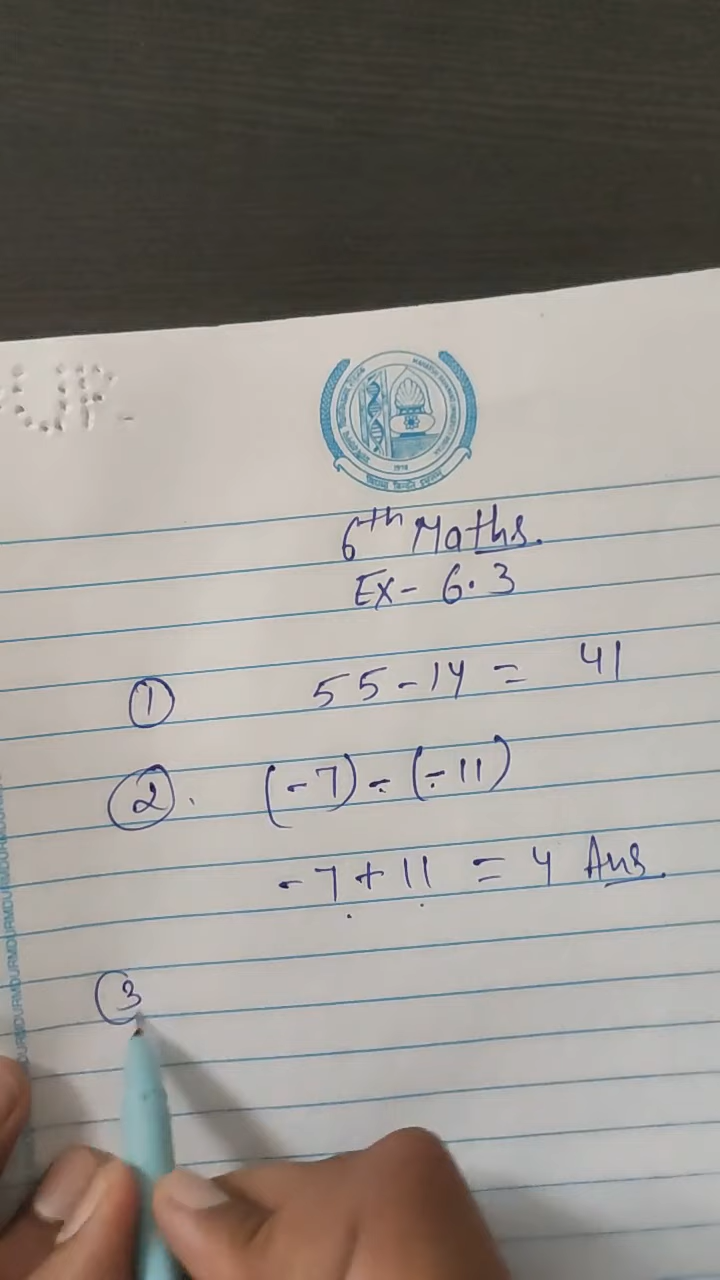 6th Maths.
Ex- 6.3
① 55-14 = 41
②. (-7) - (-11)
-7+11 = 4 Ans.
③